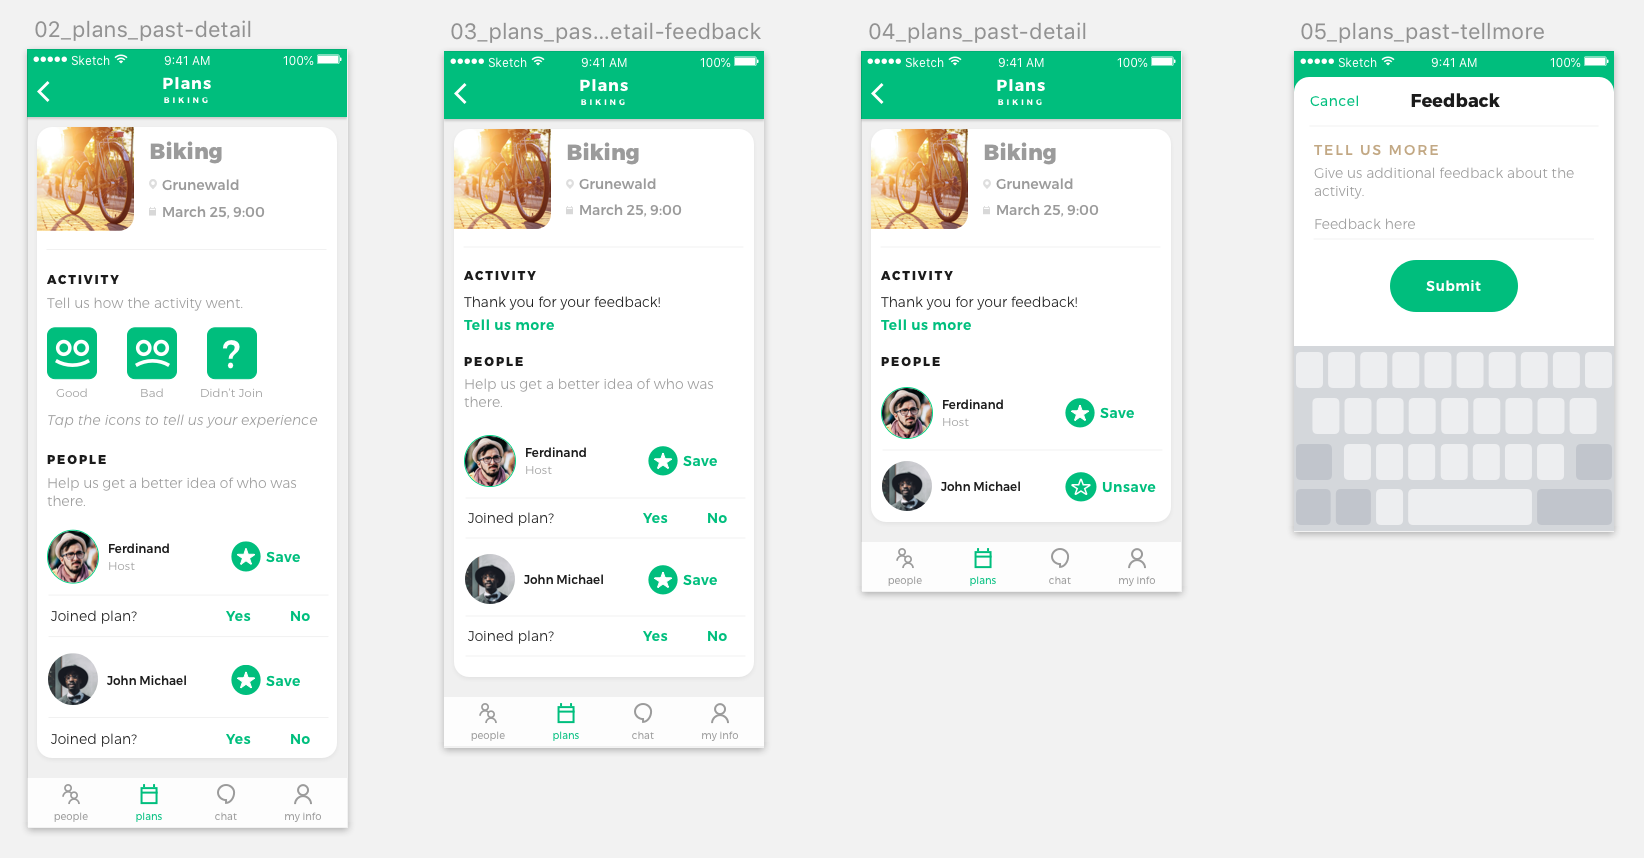 02_plans_past-detail
Sketch 9:41 AM 100%
Plans
BIKING
Biking
Grunewald
March 25, 9:00
ACTIVITY
Tell us how the activity went.
?
Good Bad Didn't Join
Tap the icons to tell us your experience
PEOPLE
Help us get a better idea of who was
there.
Ferdinand
Host
Save
Joined plan? Yes No
John Michael Save
Joined plan? Yes No
people plans chat my info
03_plans_pas...etail-feedback
Sketch 9:41 AM 100%
Plans
BIKING
Biking
Grunewald
March 25, 9:00
ACTIVITY
Thank you for your feedback!
Tell us more
PEOPLE
Help us get a better idea of who was
there.
Ferdinand
Host
Save
Joined plan? Yes No
John Michael Save
Joined plan? Yes No
people plans chat my info
04_plans_past-detail
Sketch 9:41 AM 100%
Plans
BIKING
Biking
Grunewald
March 25, 9:00
ACTIVITY
Thank you for your feedback!
Tell us more
PEOPLE
Ferdinand
Host
Save
John Michael Unsave
people plans chat my info
05_plans_past-tellmore
Sketch 9:41 AM 100%
Cancel Feedback
TELL US MORE
Give us additional feedback about the
activity.
Feedback here
Submit